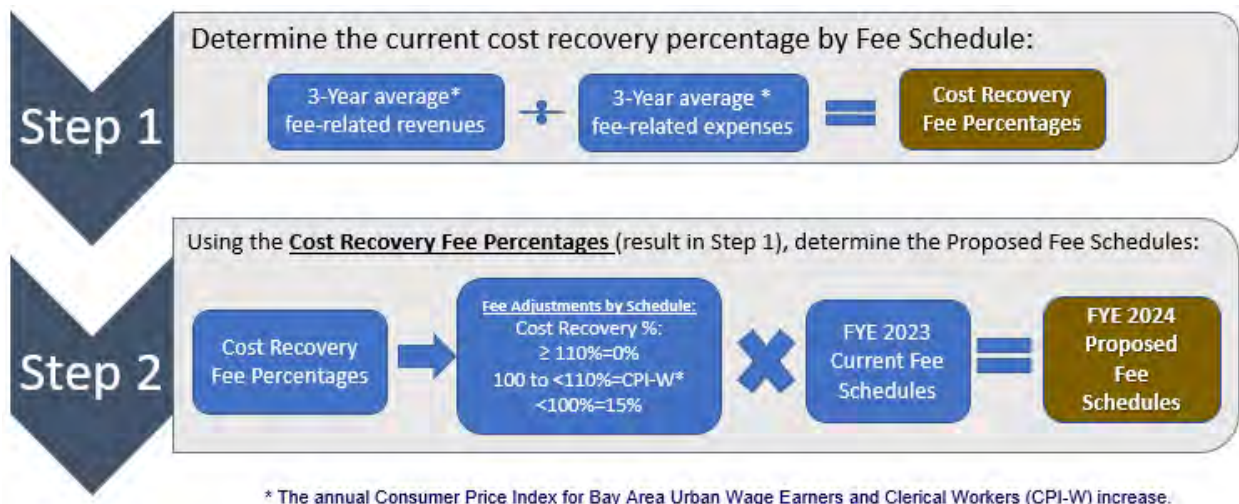 Step 1
Determine the current cost recovery percentage by Fee Schedule:
3-Year average*
fee-related revenues
÷
3-Year average *
fee-related expenses
=
Cost Recovery
Fee Percentages
Step 2
Using the Cost Recovery Fee Percentages (result in Step 1), determine the Proposed Fee Schedules:
Cost Recovery
Fee Percentages
Fee Adjustments by Schedule:
Cost Recovery %:
≥ 110%=0%
100 to <110%=CPI-W*
<100%=15%
FYE 2023
Current Fee
Schedules
=
FYE 2024
Proposed
Fee
Schedules
* The annual Consumer Price Index for Bay Area Urban Wage Earners and Clerical Workers (CPI-W) increase.